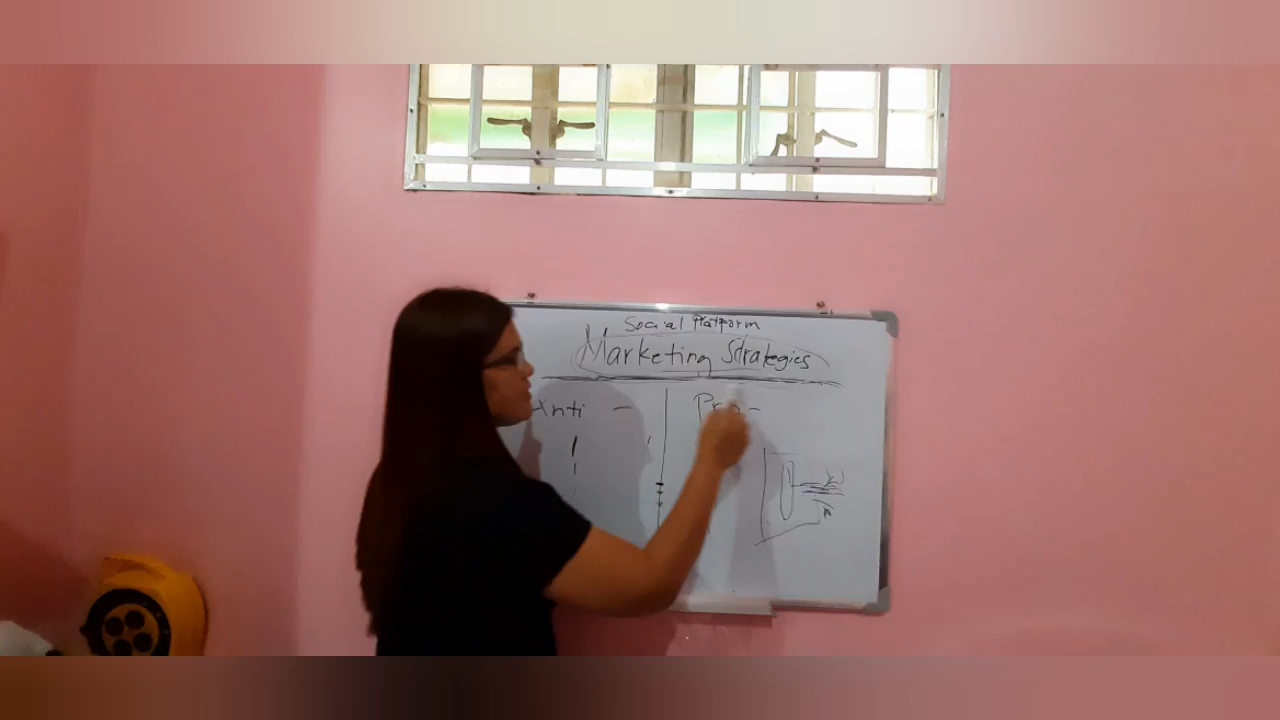 Social Platform
Marketing Strategies
Anti - Pro -